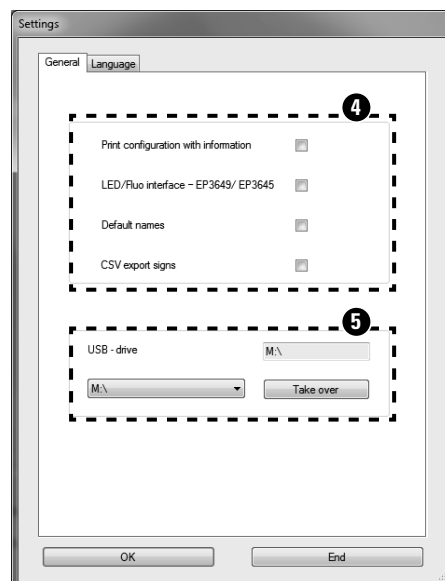 Settings
General Language
4
Print configuration with information
LED/Fluo interface – EP3649/ EP3645
Default names
CSV export signs
5
USB - drive M:\
M:\ Take over
OK End